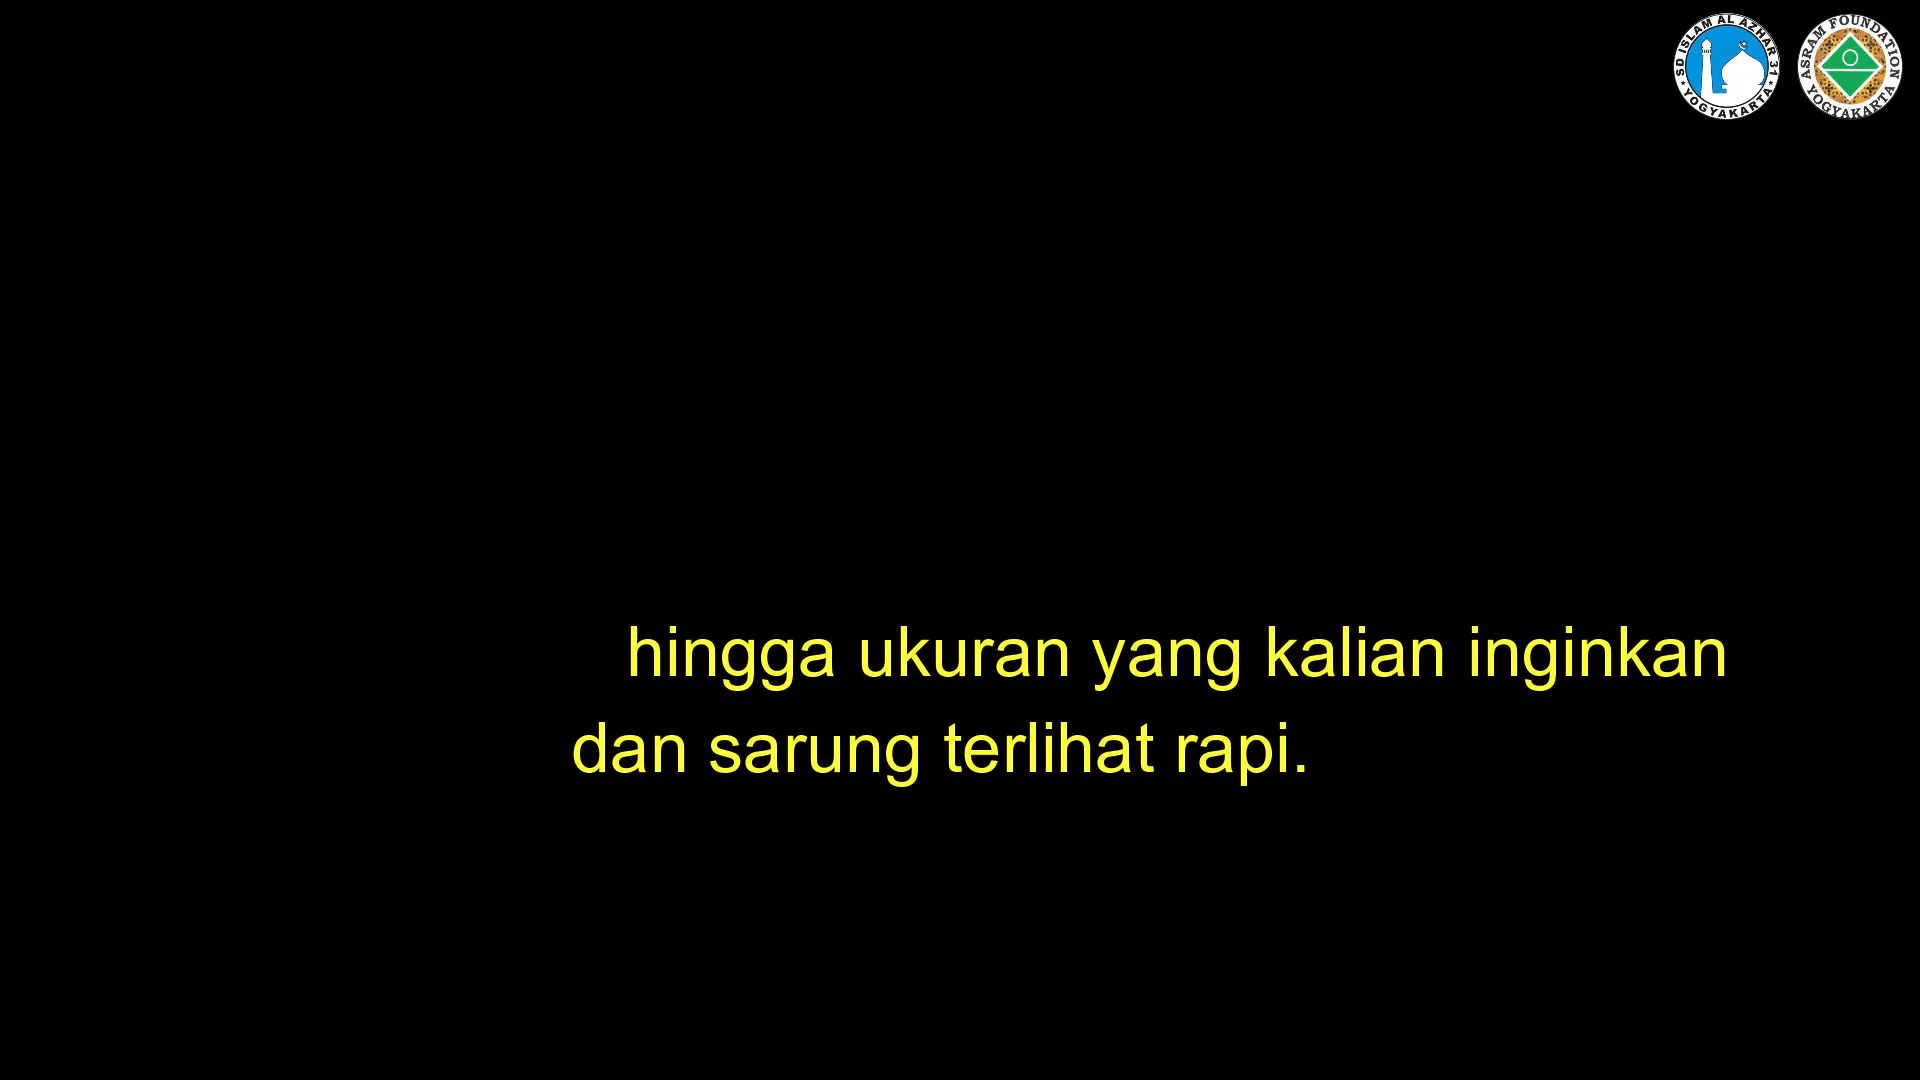 SD ISLAM AL AZHAR 31
YOGYAKARTA
ASRAM FOUNDATION
YOGYAKARTA
hingga ukuran yang kalian inginkan
dan sarung terlihat rapi.